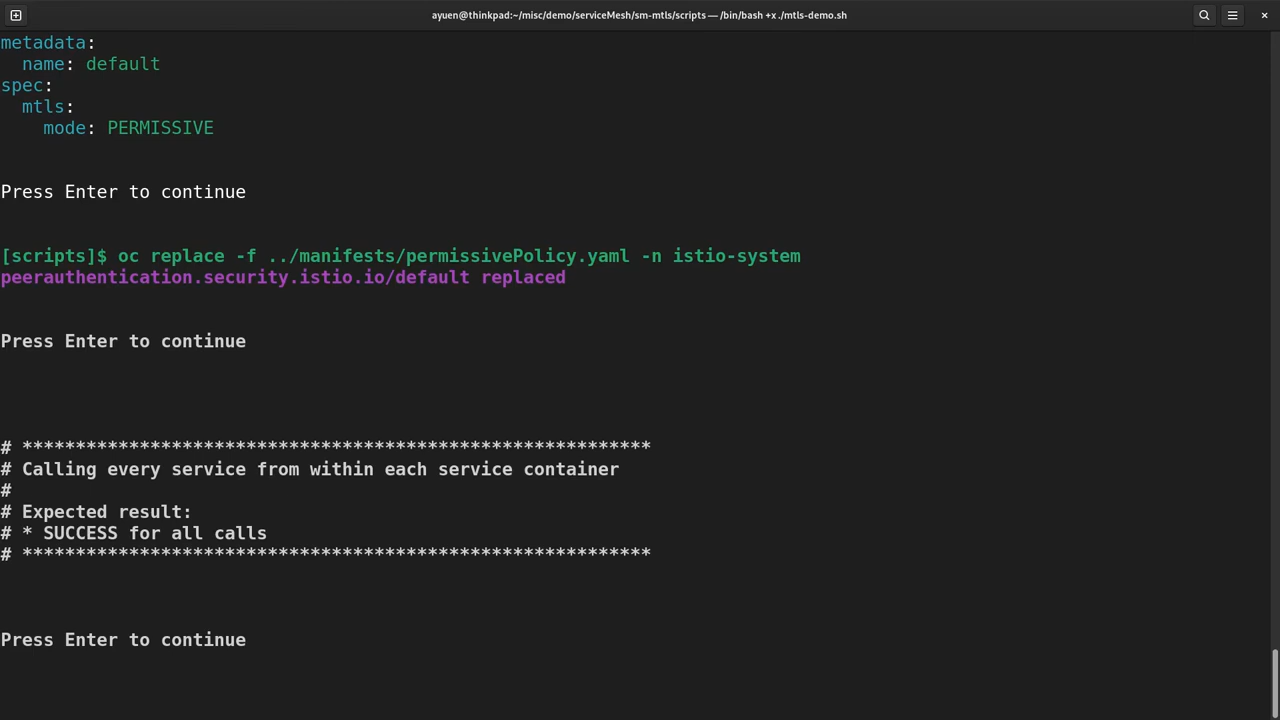 ayuen@thinkpad:~/misc/demo/serviceMesh/sm-mtls/scripts — /bin/bash +x ./mtls-demo.sh
metadata:
  name: default
spec:
  mtls:
    mode: PERMISSIVE
Press Enter to continue
[scripts]$ oc replace -f ../manifests/permissivePolicy.yaml -n istio-system
peerauthentication.security.istio.io/default replaced
Press Enter to continue
# ***********************************************************
# Calling every service from within each service container
#
# Expected result:
# * SUCCESS for all calls
# ***********************************************************
Press Enter to continue